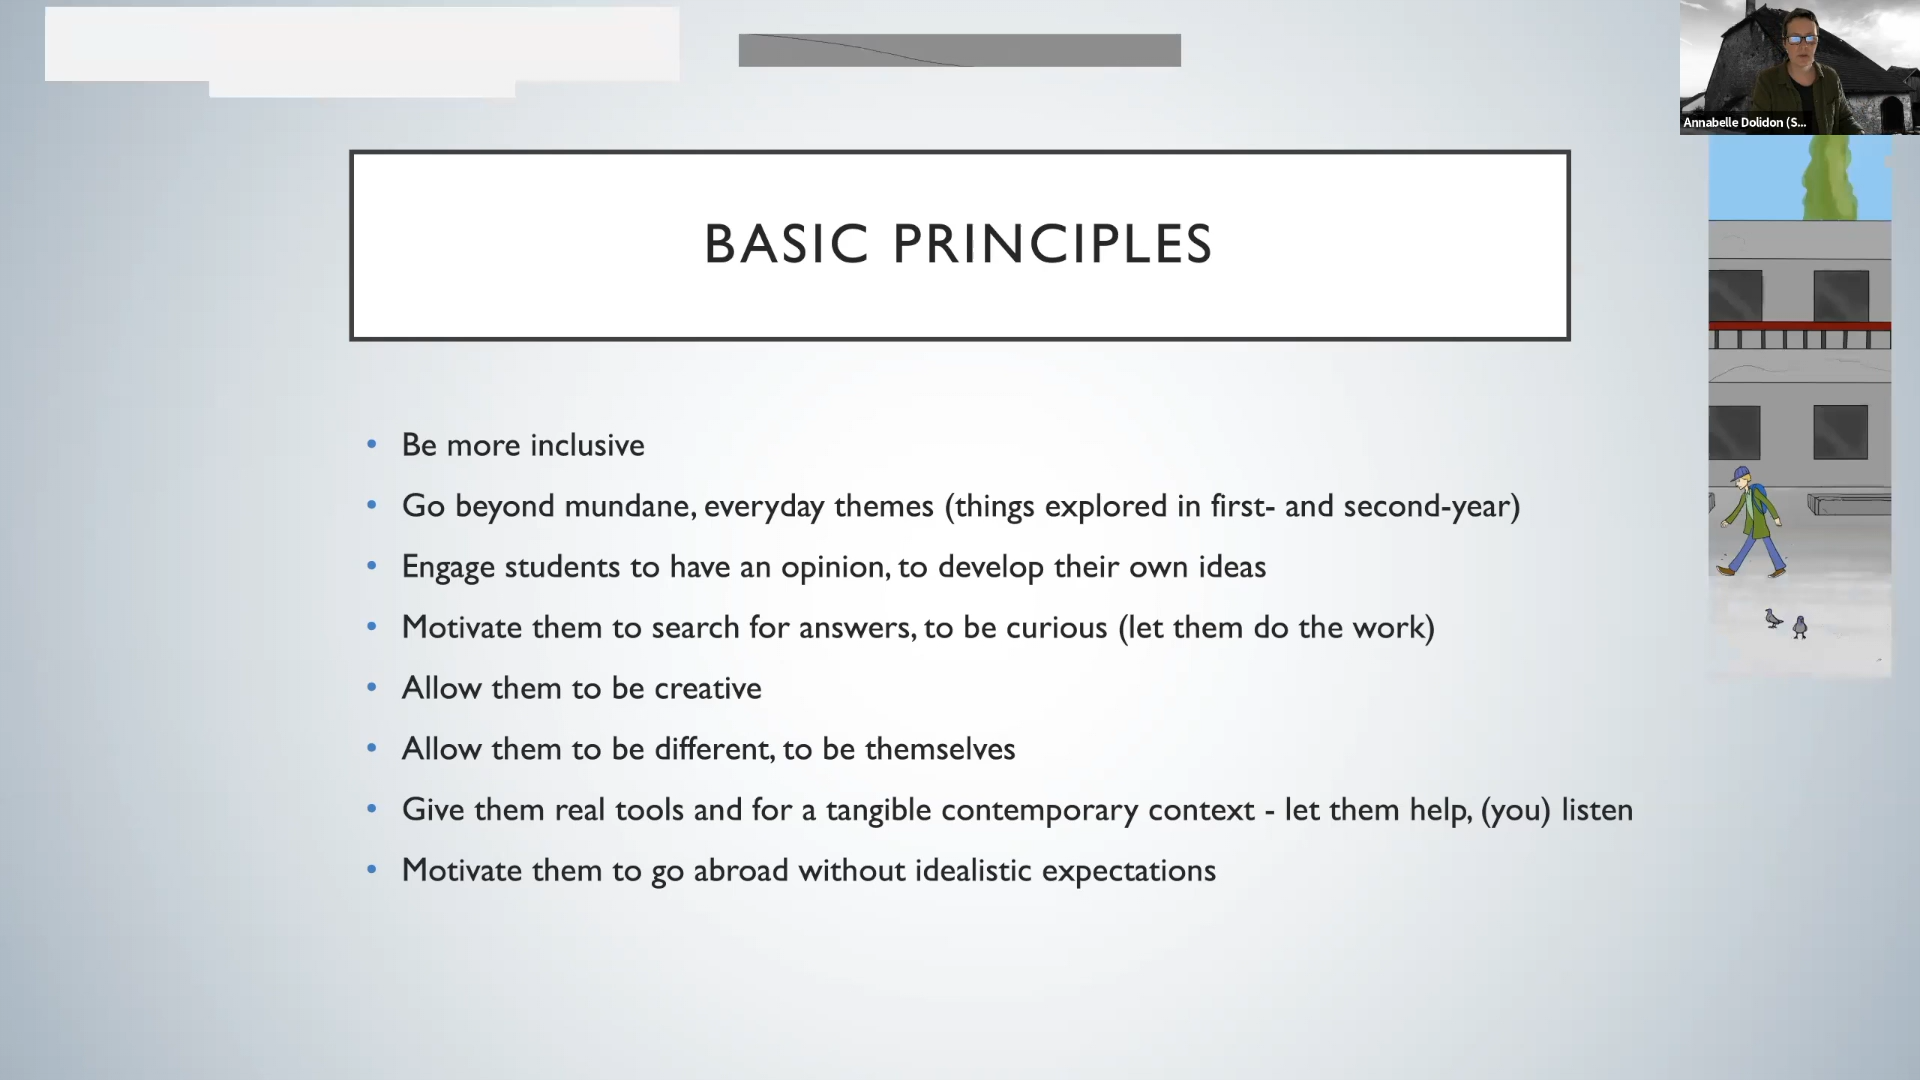 Annabelle Dolidon (S...
BASIC PRINCIPLES
• Be more inclusive
• Go beyond mundane, everyday themes (things explored in first- and second-year)
• Engage students to have an opinion, to develop their own ideas
• Motivate them to search for answers, to be curious (let them do the work)
• Allow them to be creative
• Allow them to be different, to be themselves
• Give them real tools and for a tangible contemporary context - let them help, (you) listen
• Motivate them to go abroad without idealistic expectations